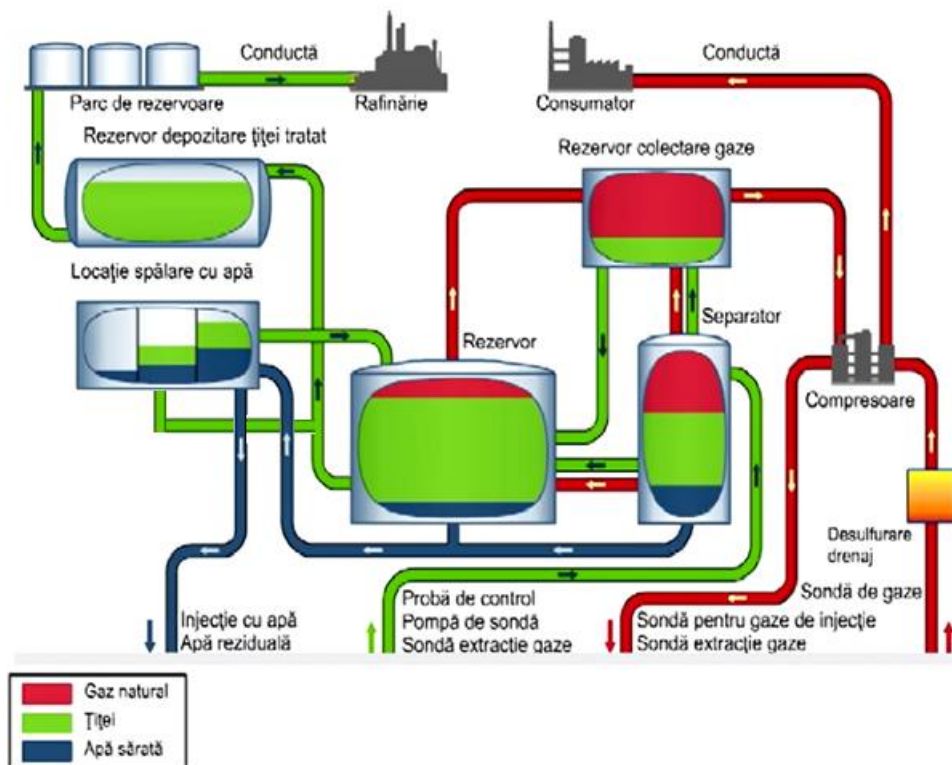 Conductă
Conductă
Parc de rezervoare
Rafinărie
Consumator
Rezervor depozitare țiței tratat
Rezervor colectare gaze
Locație spălare cu apă
Rezervor
Separator
Compresoare
Desulfurare
drenaj
Sondă de gaze
Injecție cu apă
Apă reziduală
Probă de control
Pompă de sondă
Sondă extracție gaze
Sondă pentru gaze de injecție
Sondă extracție gaze
Gaz natural
Țiței
Apă sărată